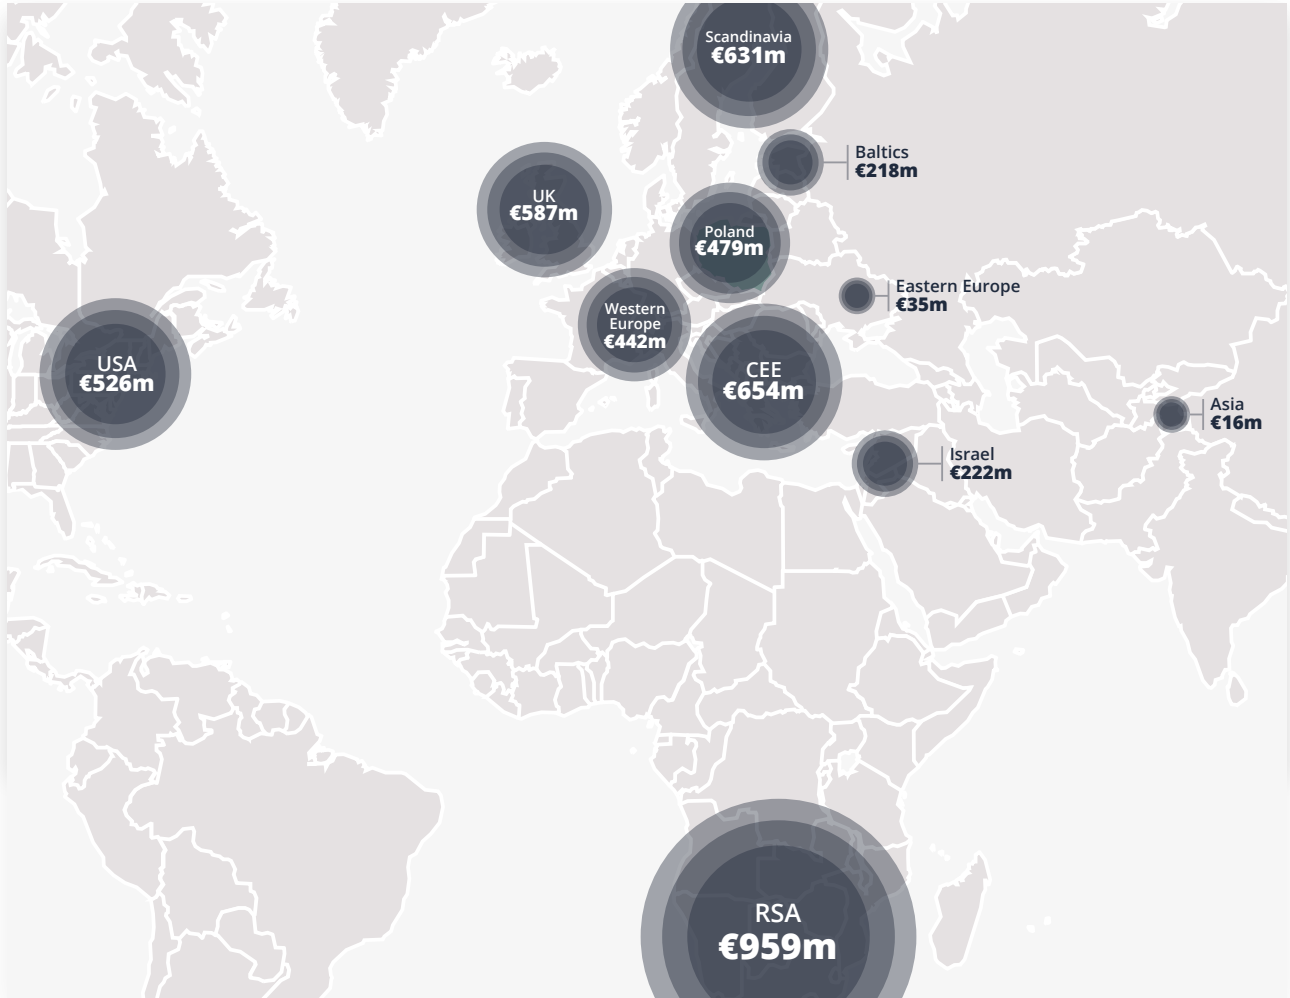 Scandinavia
€631m
Baltics
€218m
UK
€587m
Poland
€479m
Eastern Europe
€35m
Western
Europe
€442m
USA
€526m
CEE
€654m
Asia
€16m
Israel
€222m
RSA
€959m